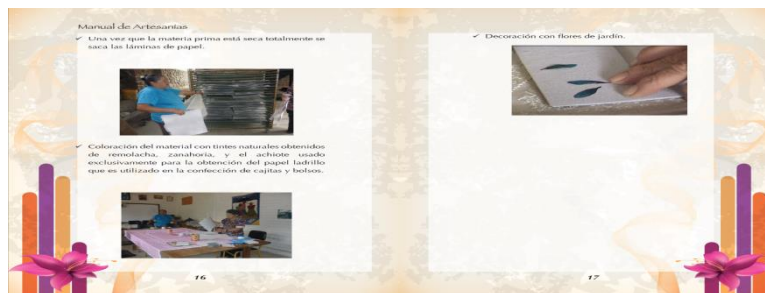 Manual de Artesanías
✓ Una vez que la materia prima está seca totalmente se
saca las láminas de papel.
✓ Coloración del material con tintes naturales obtenidos
de remolacha, zanahoria, y el achiote usado
exclusivamente para la obtención del papel ladrillo
que es utilizado en la confección de cajitas y bolsos.
16
✓ Decoración con flores de jardín.
17